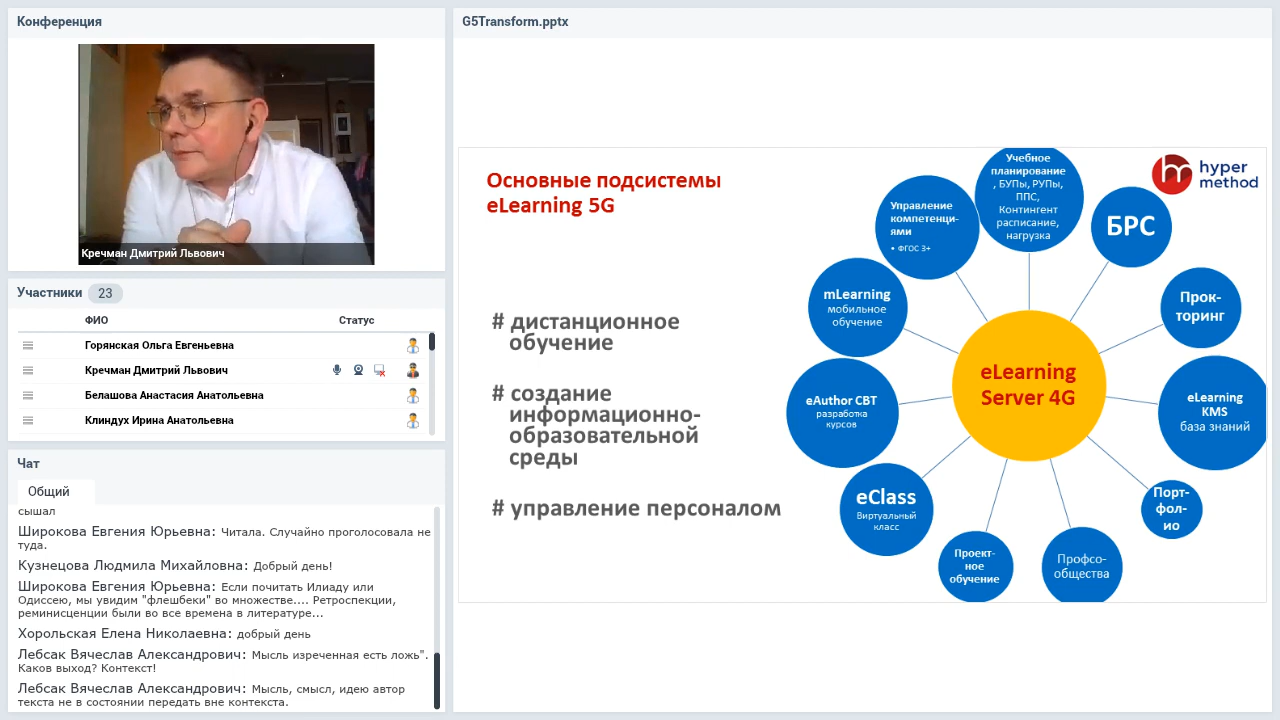 Конференция
Кречман Дмитрий Львович
Участники 23
ФИО Статус
Горянская Ольга Евгеньевна
Кречман Дмитрий Львович
Белашова Анастасия Анатольевна
Клиндух Ирина Анатольевна
Чат
Общий
сышал
Широкова Евгения Юрьевна: Читала. Случайно проголосовала не
туда.
Кузнецова Людмила Михайловна: Добрый день!
Широкова Евгения Юрьевна: Если почитить Илиаду или
Одиссею, мы увидим "флешбеки" во множестве.... Ретроспекции,
реминисценции были во все времена в литературе...
Хорольская Елена Николаевна: добрый день
Лебсак Вячеслав Александрович: Мысль изреченная есть ложь".
Каков выход? Контекст!
Лебсак Вячеслав Александрович: Мысль, смысл, идею автор
текста не в состоянии передать вне контекста.
G5Transform.pptx
Основные подсистемы
eLearning 5G
# дистанционное
обучение
# создание
информационно-
образовательной
среды
# управление персоналом
hyper
method
Учебное
планирование
, БУПы, РУПы,
ППС,
Контингент
расписание,
нагрузка
БРС
Прок-
торинг
eLearning
KMS
база знаний
Порт-
фол-
ио
Профсо-
общества
Проект-
ное
обучение
eClass
Виртуальный
класс
eAuthor CBT
разработка
курсов
mLearning
мобильное
обучение
Управление
компетенци-
ями
• ФГОС 3+
eLearning
Server 4G